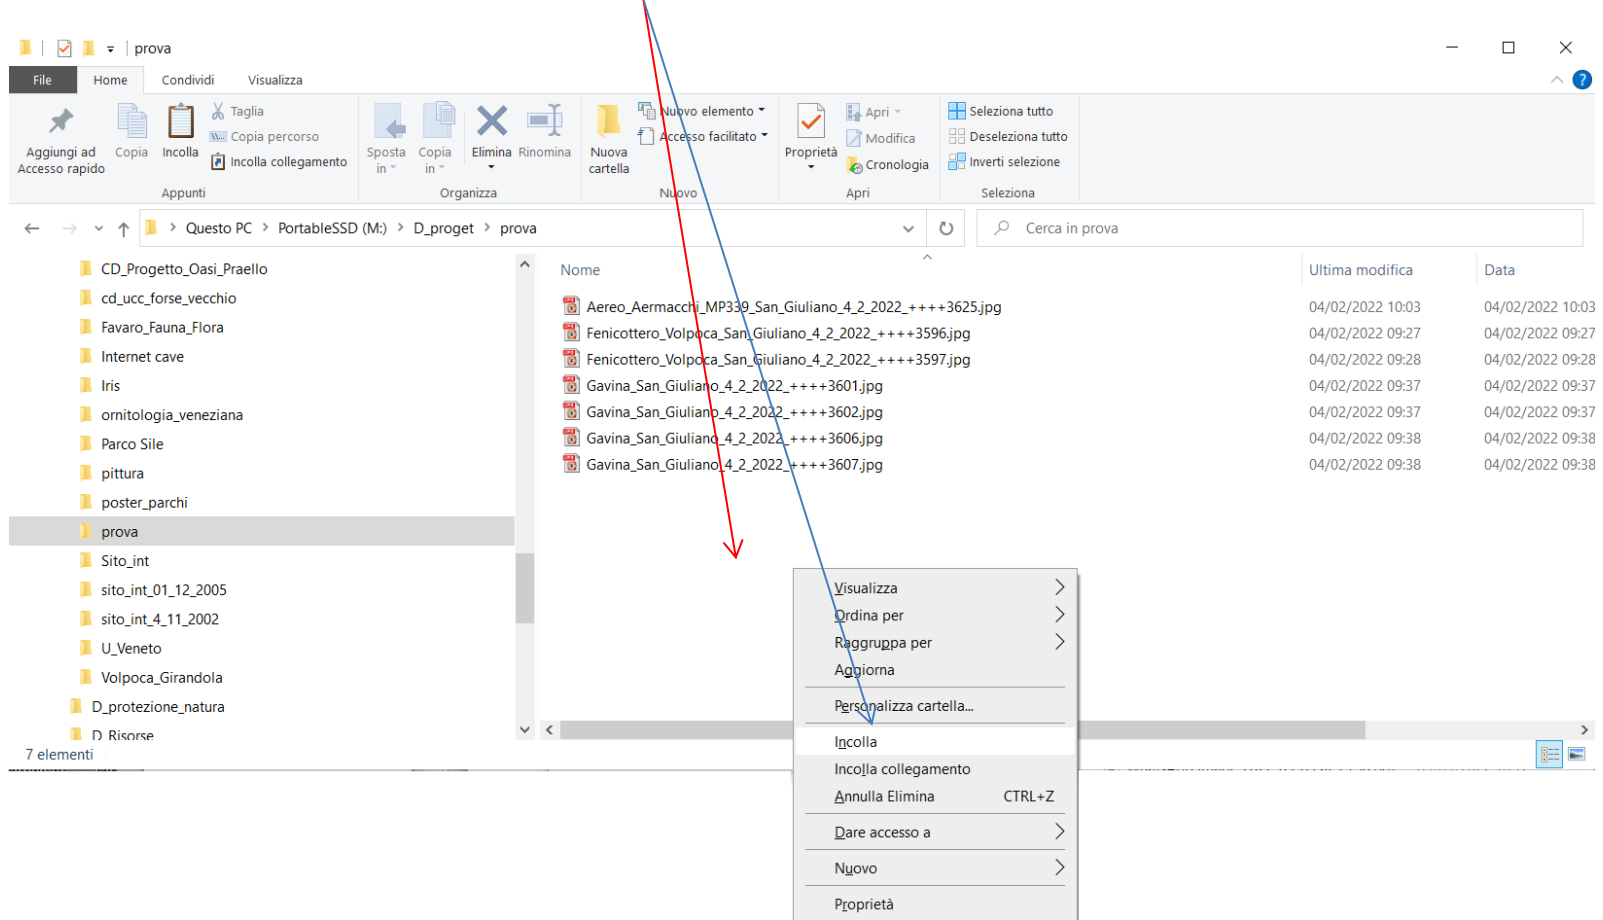 prova
File Home Condividi Visualizza
Aggiungi ad
Accesso rapido
Copia
Incolla
Taglia
Copia percorso
Incolla collegamento
Appunti
Sposta
in
Copia
in
Elimina
Rinomina
Organizza
Nuova
cartella
Nuovo elemento
Accesso facilitato
Nuovo
Proprietà
Apri
Modifica
Cronologia
Apri
Seleziona tutto
Deseleziona tutto
Inverti selezione
Seleziona
Questo PC > PortableSSD (M:) > D_proget > prova
Cerca in prova
CD_Progetto_Oasi_Praello
cd_ucc_forse_vecchio
Favaro_Fauna_Flora
Internet cave
Iris
ornitologia_veneziana
Parco Sile
pittura
poster_parchi
prova
Sito_int
sito_int_01_12_2005
sito_int_4_11_2002
U_Veneto
Volpoca_Girandola
D_protezione_natura
D_Risorse
Nome Ultima modifica Data
Aereo_Aermacchi_MP339_San_Giuliano_4_2_2022_++++3625.jpg 04/02/2022 10:03 04/02/2022 10:03
Fenicottero_Volpoca_San_Giuliano_4_2_2022_++++3596.jpg 04/02/2022 09:27 04/02/2022 09:27
Fenicottero_Volpoca_San_Giuliano_4_2_2022_++++3597.jpg 04/02/2022 09:28 04/02/2022 09:28
Gavina_San_Giuliano_4_2_2022_++++3601.jpg 04/02/2022 09:37 04/02/2022 09:37
Gavina_San_Giuliano_4_2_2022_++++3602.jpg 04/02/2022 09:37 04/02/2022 09:37
Gavina_San_Giuliano_4_2_2022_++++3606.jpg 04/02/2022 09:38 04/02/2022 09:38
Gavina_San_Giuliano_4_2_2022_++++3607.jpg 04/02/2022 09:38 04/02/2022 09:38
Visualizza
Ordina per
Raggruppa per
Aggiorna
Personalizza cartella...
Incolla
Incolla collegamento
Annulla Elimina CTRL+Z
Dare accesso a
Nuovo
Proprietà
7 elementi